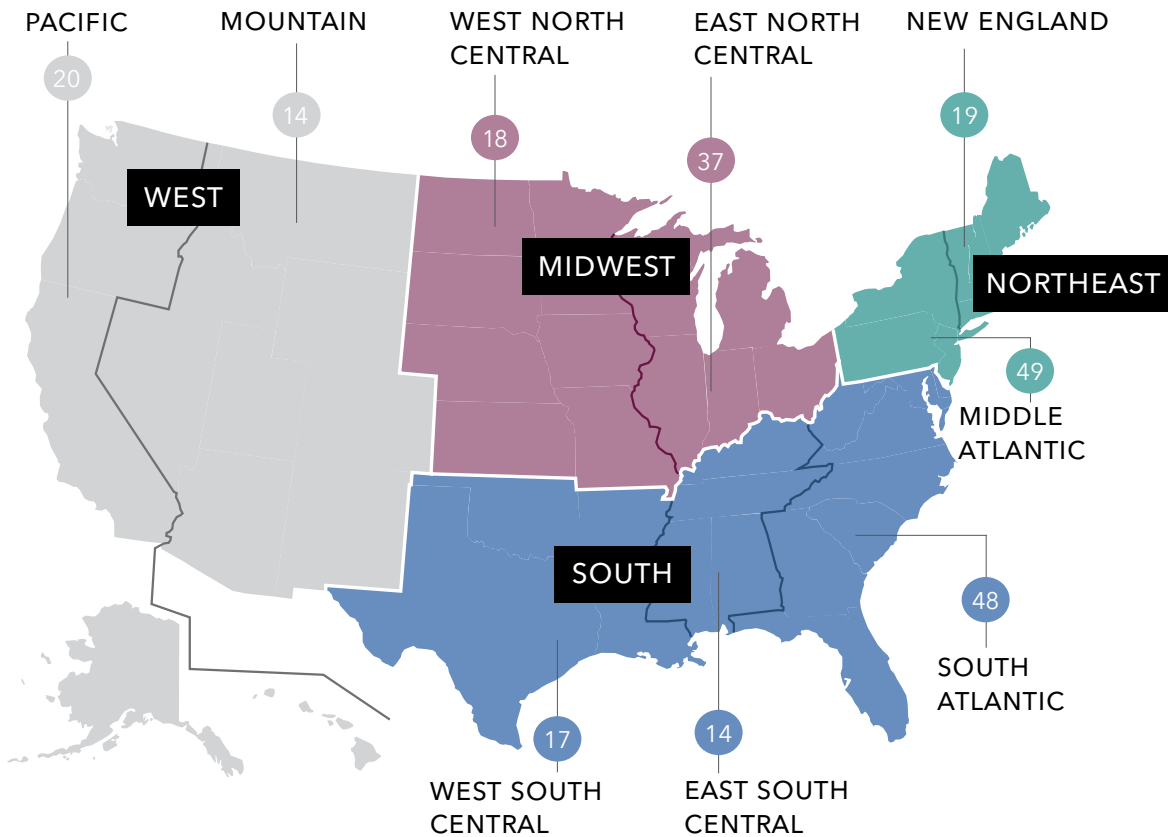 PACIFIC
MOUNTAIN
WEST NORTH
CENTRAL
EAST NORTH
CENTRAL
NEW ENGLAND
20
14
18
37
19
WEST
MIDWEST
NORTHEAST
49
MIDDLE
ATLANTIC
SOUTH
48
SOUTH
ATLANTIC
17
14
WEST SOUTH
CENTRAL
EAST SOUTH
CENTRAL